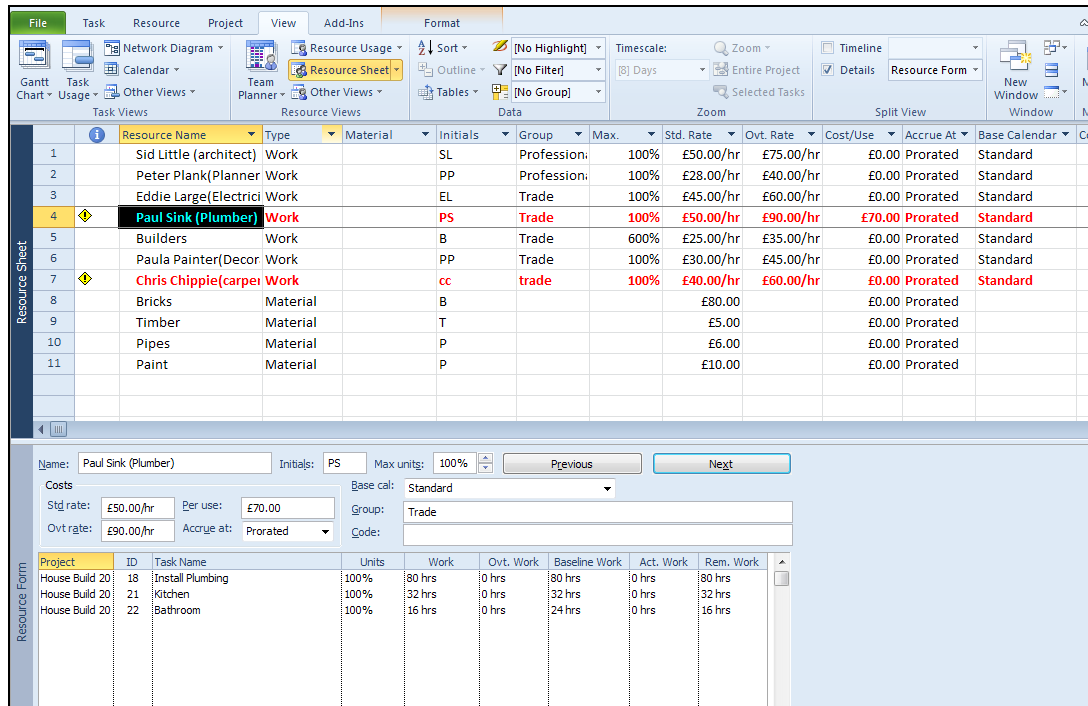 File Task Resource Project View Add-Ins Format
Network Diagram Resource Usage Sort [No Highlight] Timescale: Zoom Timeline
Calendar Resource Sheet Outline [No Filter] [8] Days Entire Project Details Resource Form
Gantt Chart Task Usage Other Views Team Planner Other Views Tables [No Group] Selected Tasks New Window
Task Views Resource Views Data Zoom Split View Window
Resource Name Type Material Initials Group Max. Std. Rate Ovt. Rate Cost/Use Accrue At Base Calendar
1 Sid Little (architect) Work SL Professiona 100% £50.00/hr £75.00/hr £0.00 Prorated Standard
2 Peter Plank(Planner Work PP Professiona 100% £28.00/hr £40.00/hr £0.00 Prorated Standard
3 Eddie Large(Electrici Work EL Trade 100% £45.00/hr £60.00/hr £0.00 Prorated Standard
4 Paul Sink (Plumber) Work PS Trade 100% £50.00/hr £90.00/hr £70.00 Prorated Standard
5 Builders Work B Trade 600% £25.00/hr £35.00/hr £0.00 Prorated Standard
6 Paula Painter(Decor Work PP Trade 100% £30.00/hr £45.00/hr £0.00 Prorated Standard
7 Chris Chippie(carper Work cc trade 100% £40.00/hr £60.00/hr £0.00 Prorated Standard
8 Bricks Material B £80.00 £0.00 Prorated
9 Timber Material T £5.00 £0.00 Prorated
10 Pipes Material P £6.00 £0.00 Prorated
11 Paint Material P £10.00 £0.00 Prorated
Resource Sheet
Name: Paul Sink (Plumber) Initials: PS Max units: 100% Previous Next
Costs Base cal: Standard
Std rate: £50.00/hr Per use: £70.00 Group: Trade
Ovt rate: £90.00/hr Accrue at: Prorated Code:
Project ID Task Name Units Work Ovt. Work Baseline Work Act. Work Rem. Work
House Build 20 18 Install Plumbing 100% 80 hrs 0 hrs 80 hrs 0 hrs 80 hrs
House Build 20 21 Kitchen 100% 32 hrs 0 hrs 32 hrs 0 hrs 32 hrs
House Build 20 22 Bathroom 100% 16 hrs 0 hrs 24 hrs 0 hrs 16 hrs
Resource Form